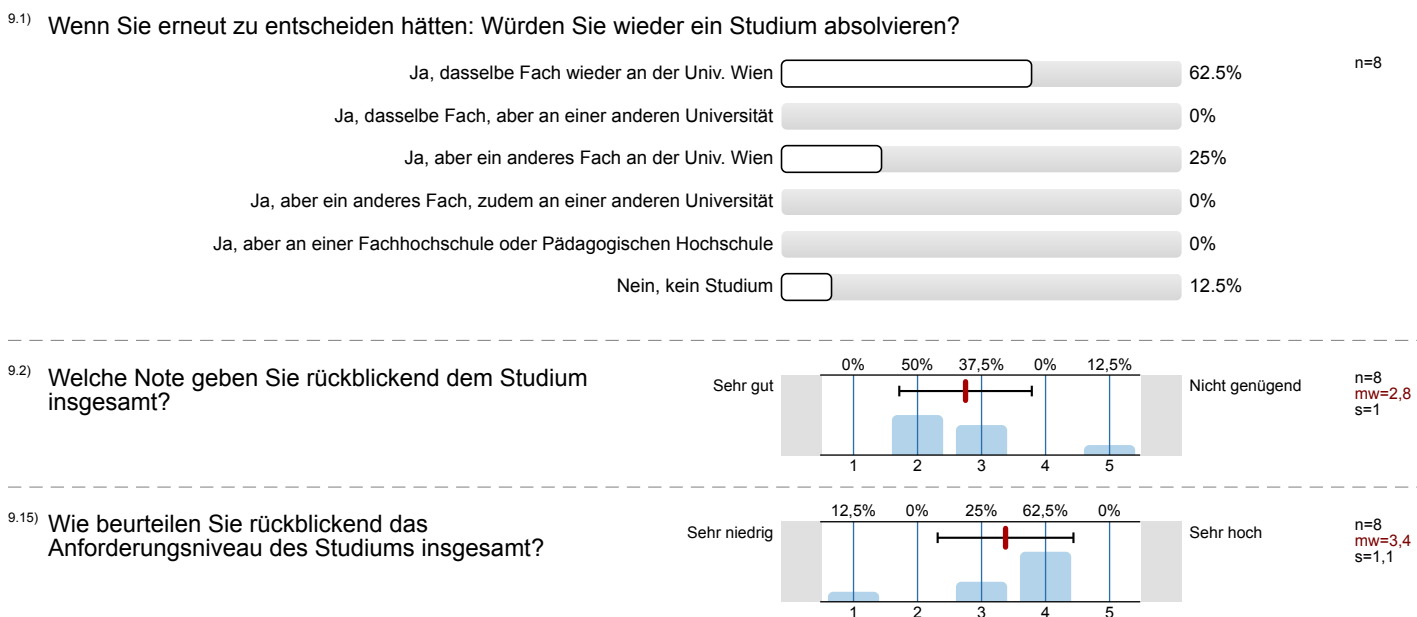 9.1) Wenn Sie erneut zu entscheiden hätten: Würden Sie wieder ein Studium absolvieren?
Ja, dasselbe Fach wieder an der Univ. Wien 62.5% n=8
Ja, dasselbe Fach, aber an einer anderen Universität 0%
Ja, aber ein anderes Fach an der Univ. Wien 25%
Ja, aber ein anderes Fach, zudem an einer anderen Universität 0%
Ja, aber an einer Fachhochschule oder Pädagogischen Hochschule 0%
Nein, kein Studium 12.5%
9.2) Welche Note geben Sie rückblickend dem Studium
insgesamt?
0% 50% 37,5% 0% 12,5%
Sehr gut Nicht genügend
n=8
mw=2,8
s=1
1 2 3 4 5
9.15) Wie beurteilen Sie rückblickend das
Anforderungsniveau des Studiums insgesamt?
12,5% 0% 25% 62,5% 0%
Sehr niedrig Sehr hoch
n=8
mw=3,4
s=1,1
1 2 3 4 5